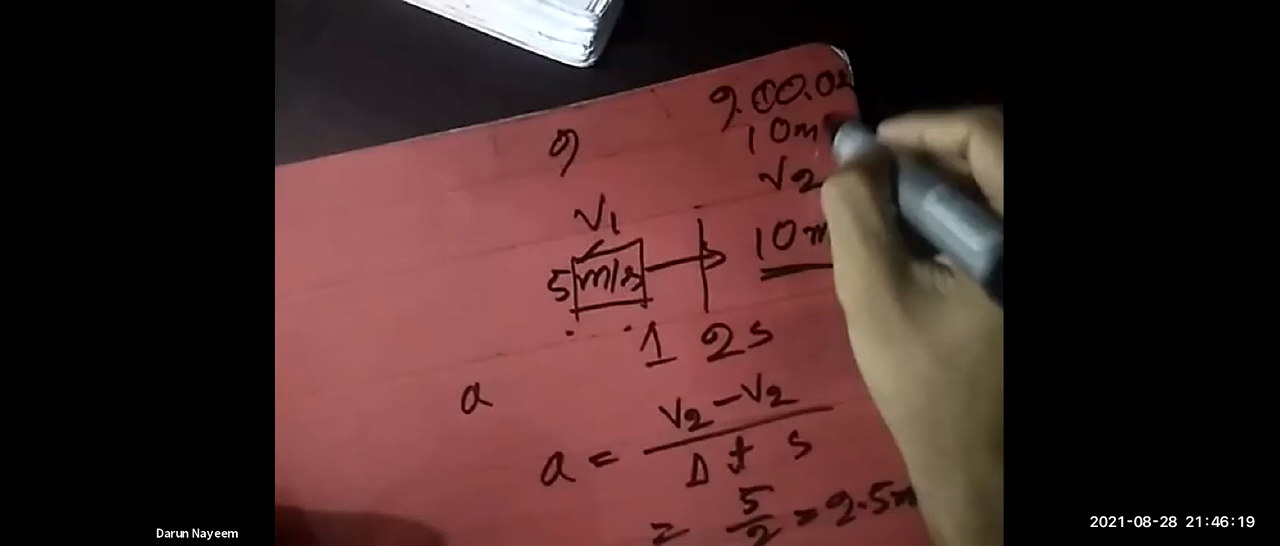 9.00.02
10m
9
V2
V1
5 m/s
10m
1 2s
a
V2-V2
a = Δt s
= 5/2 = 2.5m
Darun Nayeem
2021-08-28 21:46:19